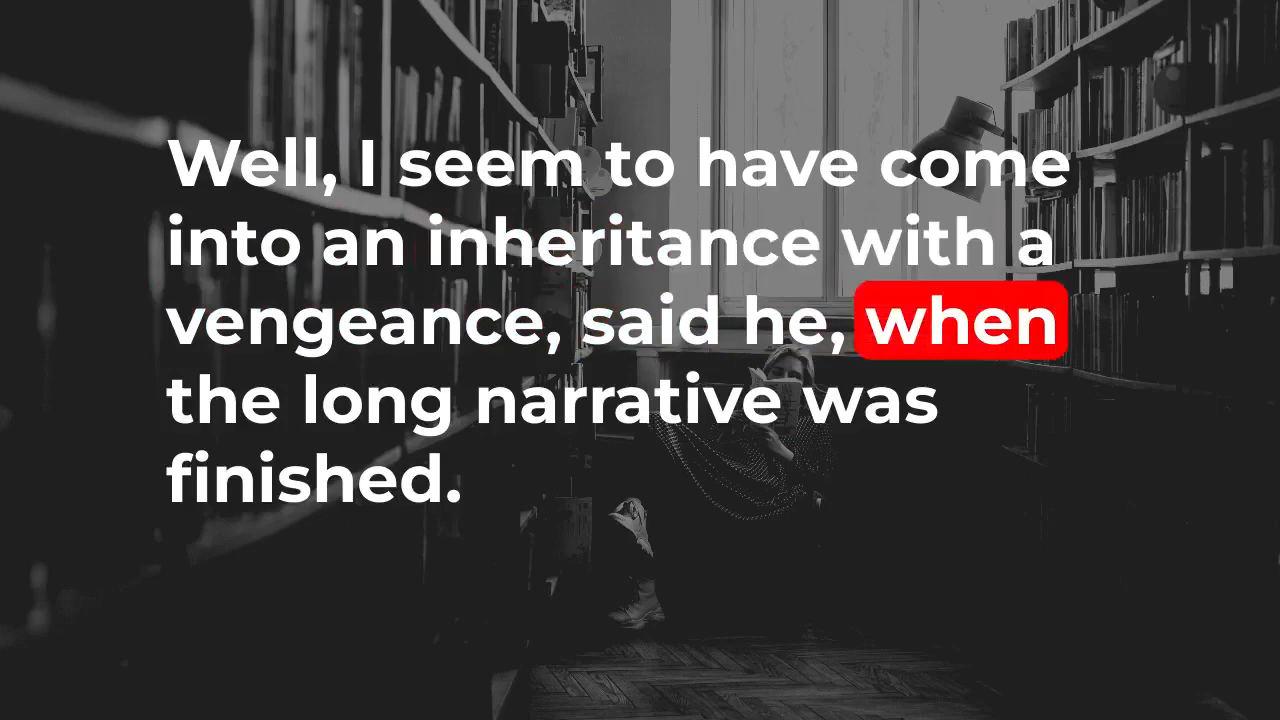 Well, I seem to have come
into an inheritance with a
vengeance, said he, when
the long narrative was
finished.